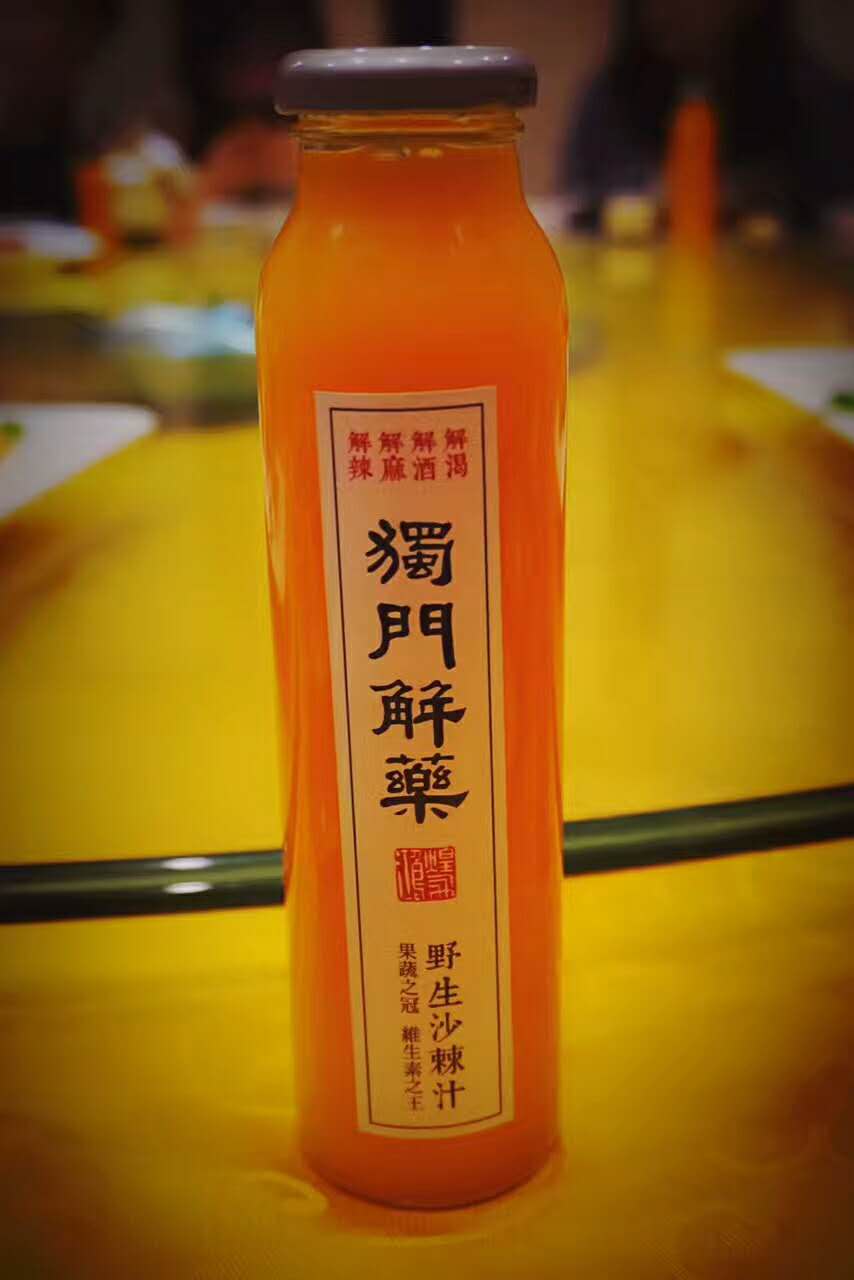 解渴
解酒
解麻
解辣
獨門解藥
野生沙棘汁
果蔬之冠 維生素之王